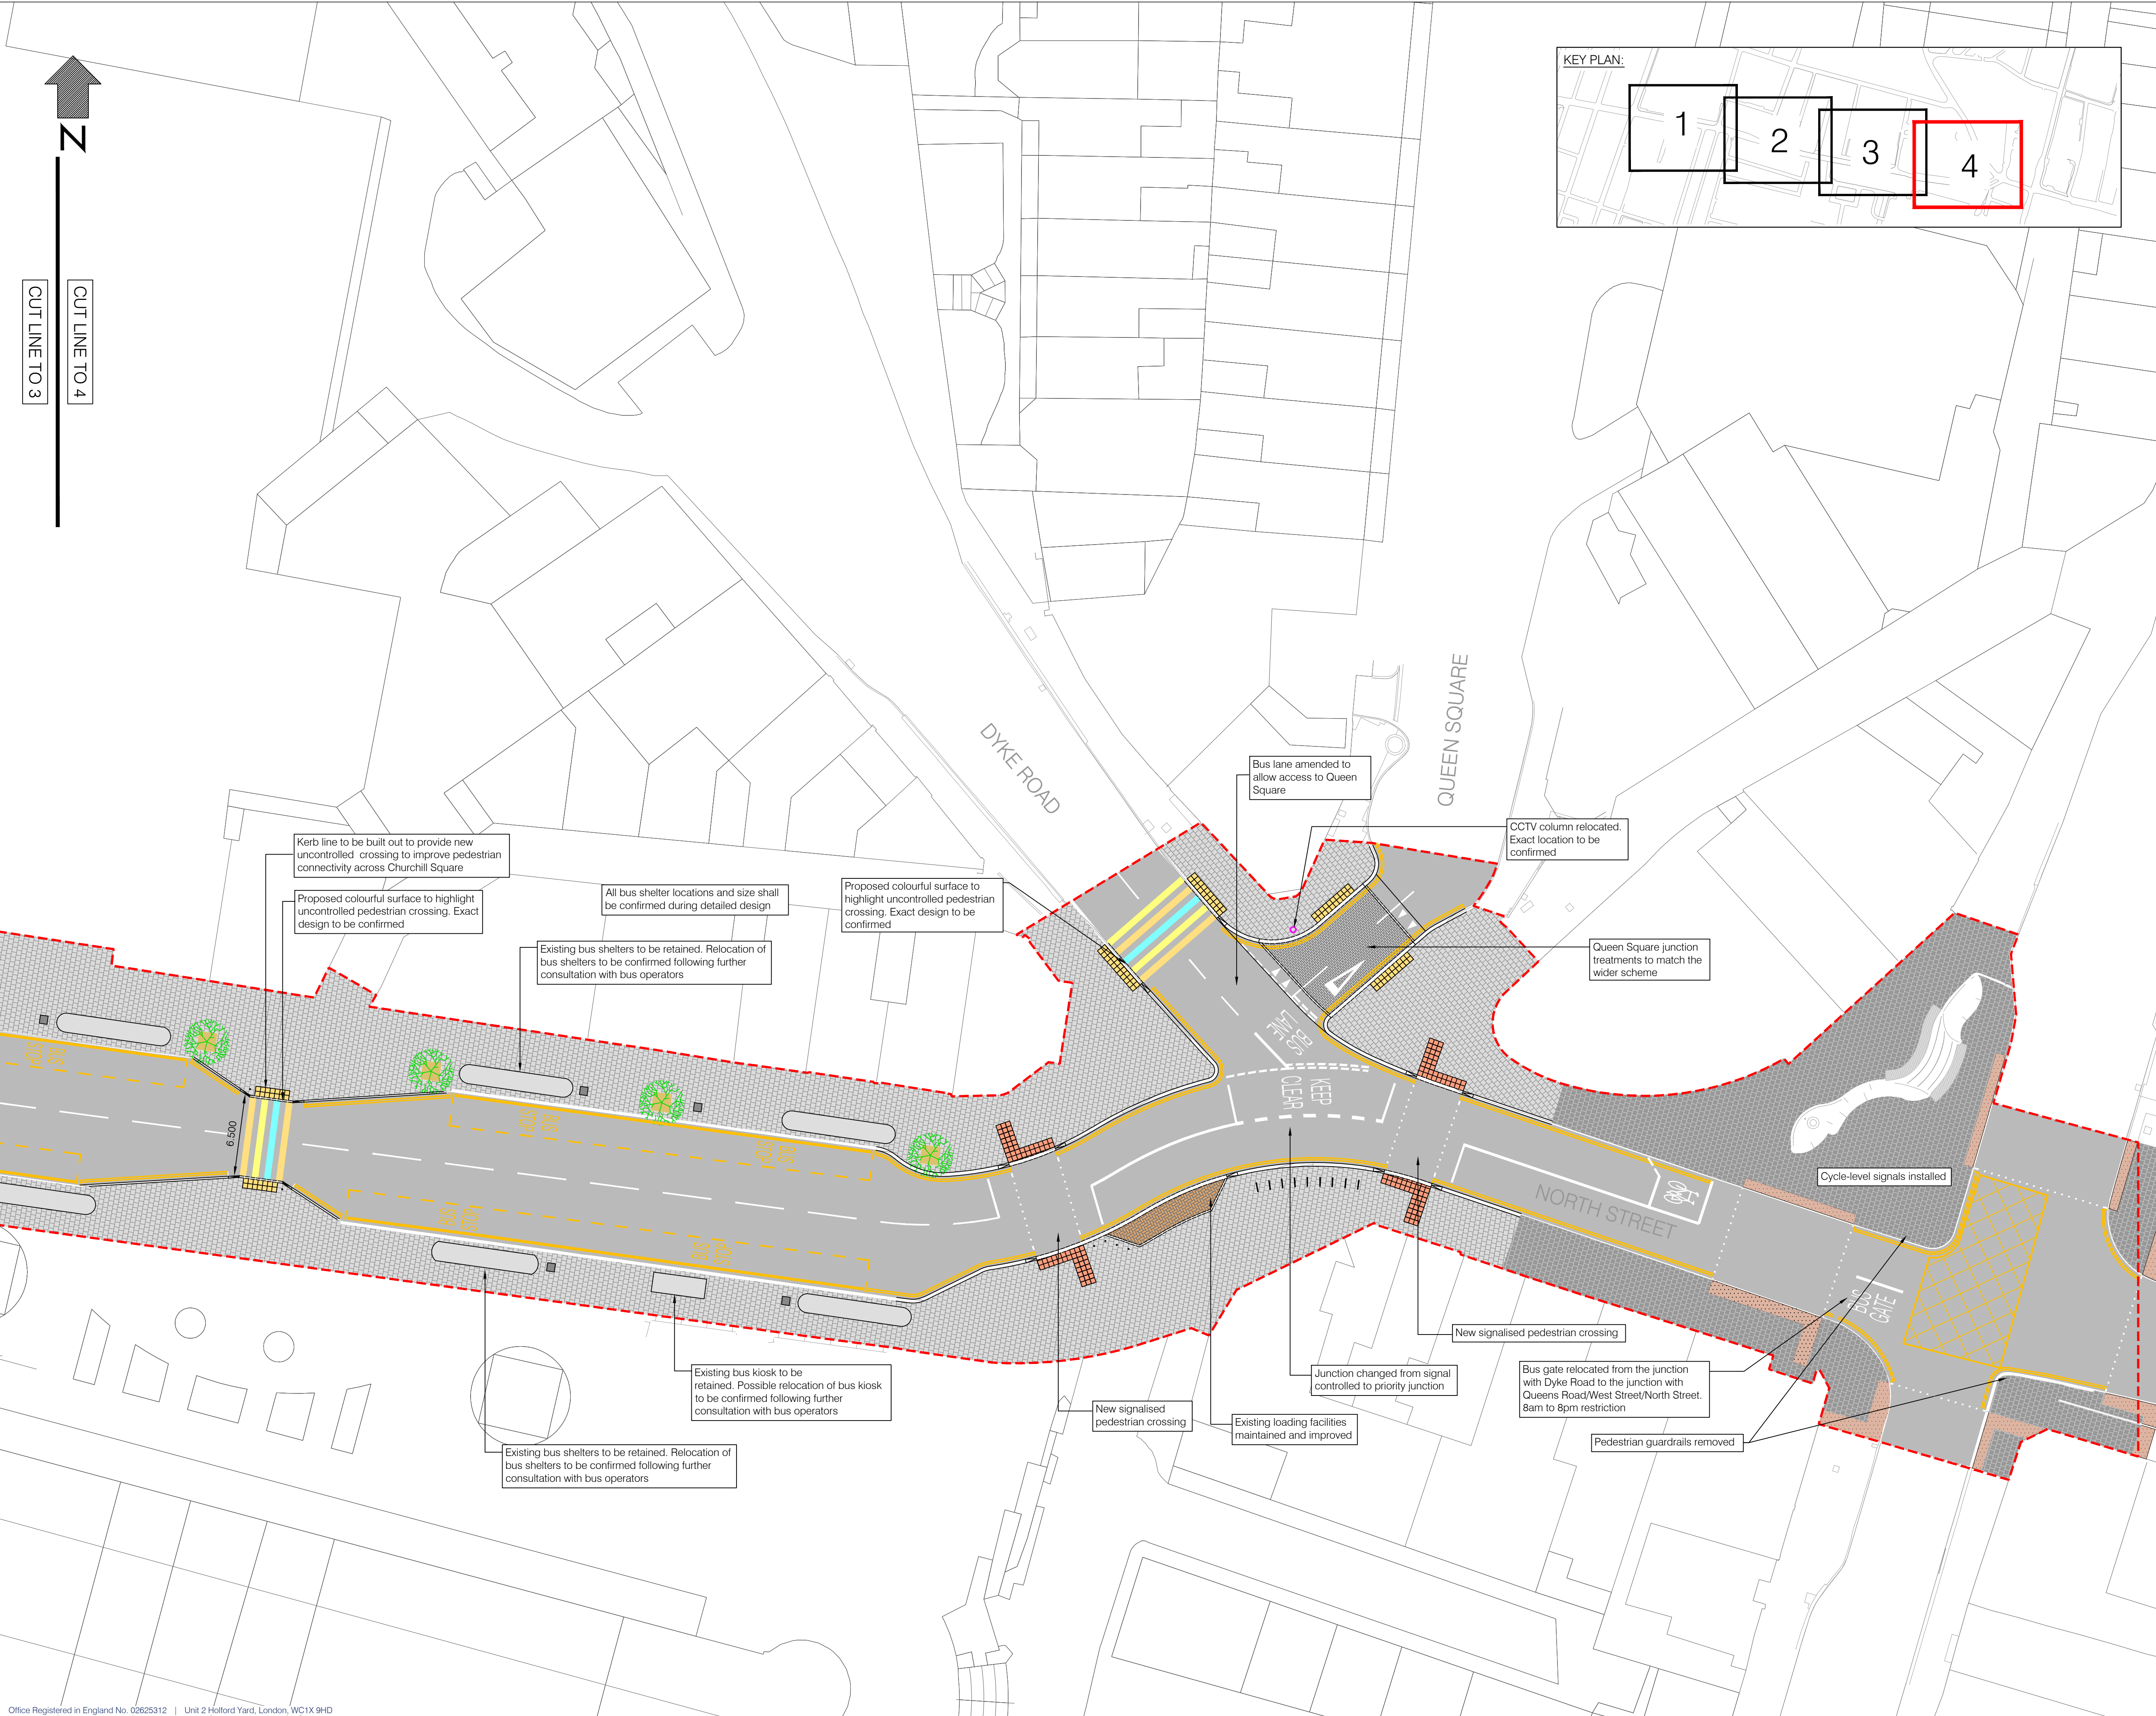 KEY PLAN:
1
2
3
4
N
CUT LINE TO 4
CUT LINE TO 3
DYKE ROAD
QUEEN SQUARE
Bus lane amended to
allow access to Queen
Square
CCTV column relocated.
Exact location to be
confirmed
Kerb line to be built out to provide new
uncontrolled crossing to improve pedestrian
connectivity across Churchill Square
Proposed colourful surface to highlight
uncontrolled pedestrian crossing. Exact
design to be confirmed
All bus shelter locations and size shall
be confirmed during detailed design
Proposed colourful surface to
highlight uncontrolled pedestrian
crossing. Exact design to be
confirmed
Existing bus shelters to be retained. Relocation of
bus shelters to be confirmed following further
consultation with bus operators
Queen Square junction
treatments to match the
wider scheme
BUS
LANE
KEEP
CLEAR
6.500
Cycle-level signals installed
NORTH STREET
BUS
GATE
New signalised pedestrian crossing
Existing bus kiosk to be
retained. Possible relocation of bus kiosk
to be confirmed following further
consultation with bus operators
Junction changed from signal
controlled to priority junction
Bus gate relocated from the junction
with Dyke Road to the junction with
Queens Road/West Street/North Street.
8am to 8pm restriction
New signalised
pedestrian crossing
Existing loading facilities
maintained and improved
Pedestrian guardrails removed
Existing bus shelters to be retained. Relocation of
bus shelters to be confirmed following further
consultation with bus operators
Office Registered in England No. 02625312 | Unit 2 Holford Yard, London, WC1X 9HD